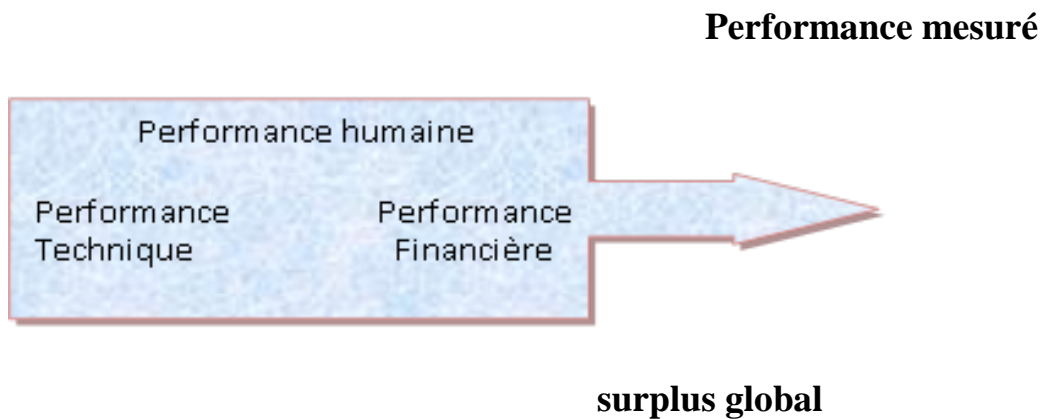 Performance mesuré
Performance humaine
Performance
Technique
Performance
Financière
surplus global